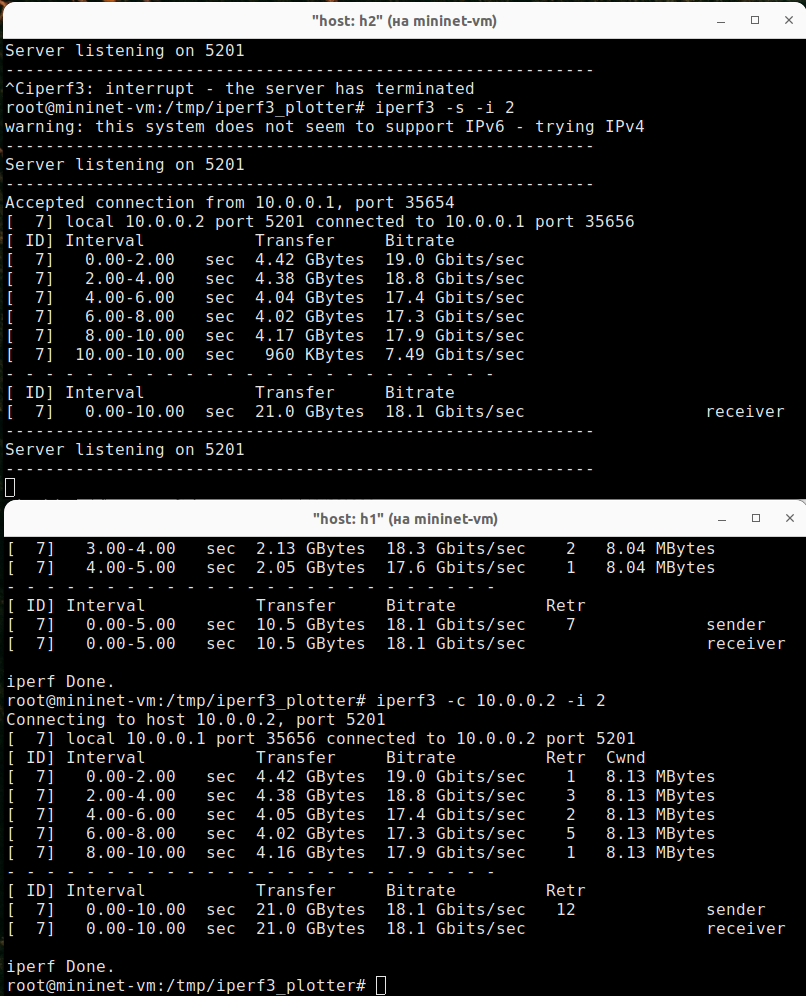 "host: h2" (на mininet-vm)
Server listening on 5201
-----------------------------------------------------------
^Ciperf3: interrupt - the server has terminated
root@mininet-vm:/tmp/iperf3_plotter# iperf3 -s -i 2
warning: this system does not seem to support IPv6 - trying IPv4
-----------------------------------------------------------
Server listening on 5201
-----------------------------------------------------------
Accepted connection from 10.0.0.1, port 35654
[  7] local 10.0.0.2 port 5201 connected to 10.0.0.1 port 35656
[ ID] Interval           Transfer     Bitrate
[  7]   0.00-2.00   sec  4.42 GBytes  19.0 Gbits/sec
[  7]   2.00-4.00   sec  4.38 GBytes  18.8 Gbits/sec
[  7]   4.00-6.00   sec  4.04 GBytes  17.4 Gbits/sec
[  7]   6.00-8.00   sec  4.02 GBytes  17.3 Gbits/sec
[  7]   8.00-10.00  sec  4.17 GBytes  17.9 Gbits/sec
[  7]  10.00-10.00  sec   960 KBytes  7.49 Gbits/sec
- - - - - - - - - - - - - - - - - - - - - - - - -
[ ID] Interval           Transfer     Bitrate
[  7]   0.00-10.00  sec  21.0 GBytes  18.1 Gbits/sec                  receiver
-----------------------------------------------------------
Server listening on 5201
-----------------------------------------------------------
"host: h1" (на mininet-vm)
[  7]   3.00-4.00   sec  2.13 GBytes  18.3 Gbits/sec    2   8.04 MBytes
[  7]   4.00-5.00   sec  2.05 GBytes  17.6 Gbits/sec    1   8.04 MBytes
- - - - - - - - - - - - - - - - - - - - - - - - -
[ ID] Interval           Transfer     Bitrate         Retr
[  7]   0.00-5.00   sec  10.5 GBytes  18.1 Gbits/sec    7             sender
[  7]   0.00-5.00   sec  10.5 GBytes  18.1 Gbits/sec                  receiver
iperf Done.
root@mininet-vm:/tmp/iperf3_plotter# iperf3 -c 10.0.0.2 -i 2
Connecting to host 10.0.0.2, port 5201
[  7] local 10.0.0.1 port 35656 connected to 10.0.0.2 port 5201
[ ID] Interval           Transfer     Bitrate         Retr  Cwnd
[  7]   0.00-2.00   sec  4.42 GBytes  19.0 Gbits/sec    1   8.13 MBytes
[  7]   2.00-4.00   sec  4.38 GBytes  18.8 Gbits/sec    3   8.13 MBytes
[  7]   4.00-6.00   sec  4.05 GBytes  17.4 Gbits/sec    2   8.13 MBytes
[  7]   6.00-8.00   sec  4.02 GBytes  17.3 Gbits/sec    5   8.13 MBytes
[  7]   8.00-10.00  sec  4.16 GBytes  17.9 Gbits/sec    1   8.13 MBytes
- - - - - - - - - - - - - - - - - - - - - - - - -
[ ID] Interval           Transfer     Bitrate         Retr
[  7]   0.00-10.00  sec  21.0 GBytes  18.1 Gbits/sec   12             sender
[  7]   0.00-10.00  sec  21.0 GBytes  18.1 Gbits/sec                  receiver
iperf Done.
root@mininet-vm:/tmp/iperf3_plotter#